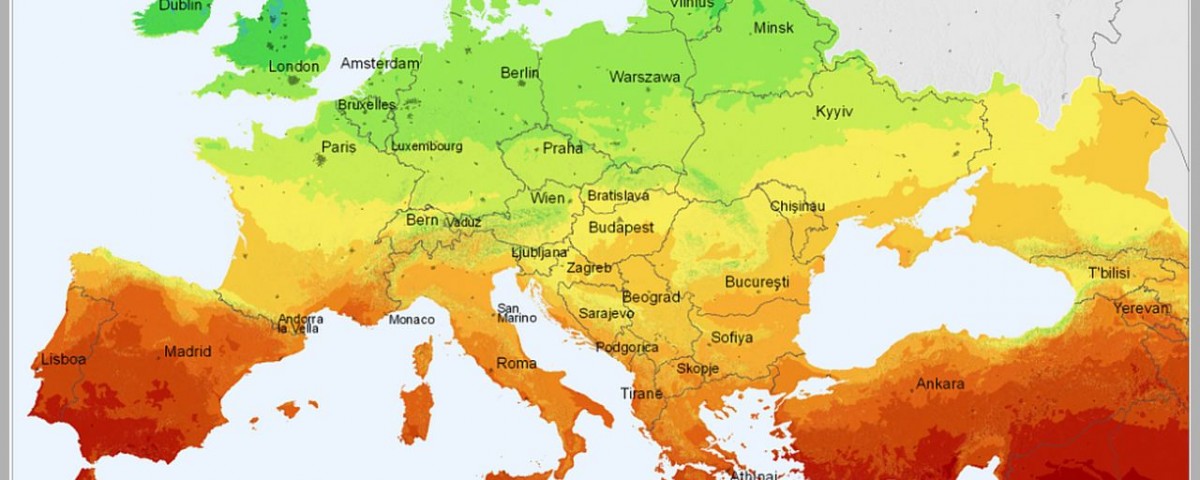 Dublin
Vilnius
Minsk
London
Amsterdam
Berlin
Warszawa
Bruxelles
Kyyiv
Paris
Luxembourg
Praha
Wien
Bratislava
Chişinau
Bern
Vaduz
Budapest
Ljubljana
Zagreb
T'bilisi
Bucureşti
Beograd
Yerevan
Andorra
la Vella
Monaco
San
Marino
Sarajevo
Sofiya
Podgorica
Lisboa
Madrid
Roma
Skopje
Ankara
Tiranë
Athinai